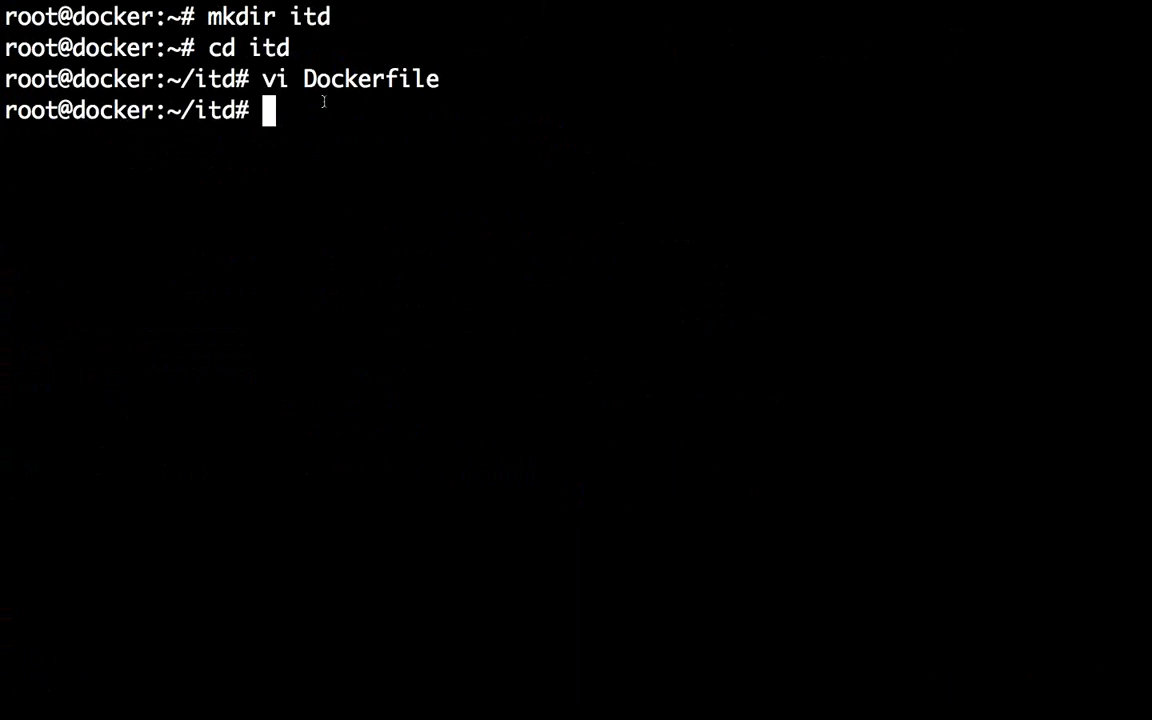 root@docker:~# mkdir itd
root@docker:~# cd itd
root@docker:~/itd# vi Dockerfile
root@docker:~/itd#